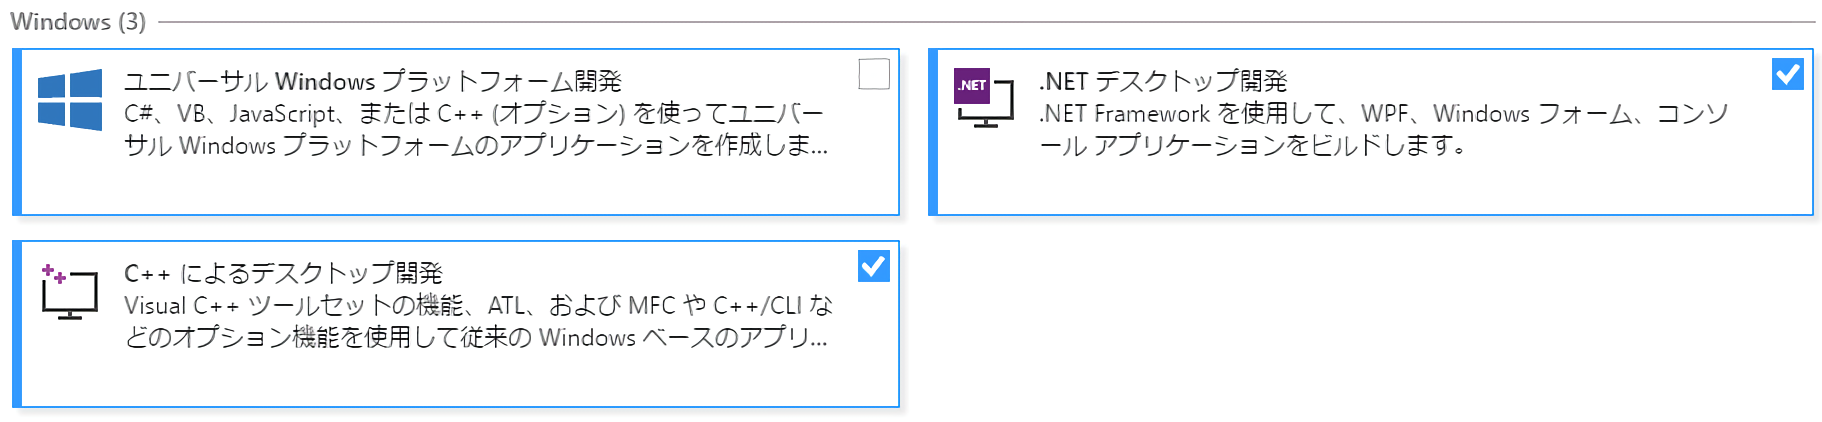 Windows (3)
ユニバーサル Windows プラットフォーム開発
C#、VB、JavaScript、または C++ (オプション) を使ってユニバー
サル Windows プラットフォームのアプリケーションを作成しま...
.NET
.NET デスクトップ開発
.NET Framework を使用して、WPF、Windows フォーム、コンソ
ール アプリケーションをビルドします。
C++ によるデスクトップ開発
Visual C++ ツールセットの機能、ATL、および MFC や C++/CLI な
どのオプション機能を使用して従来の Windows ベースのアプリ...